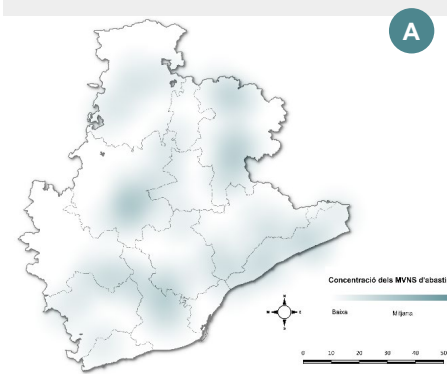 A
Concentració dels MVNS d'abasti
Baixa
Mitjana
0 10 20 30 40 50